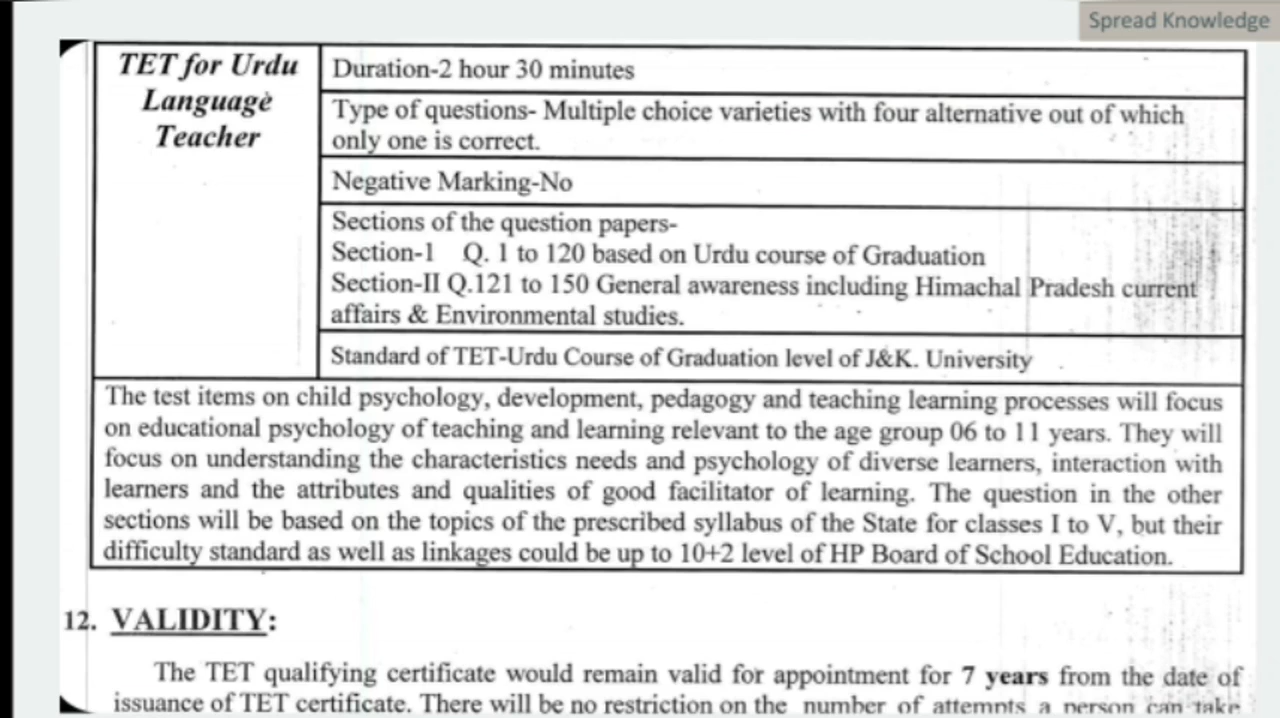 Spread Knowledge
TET for Urdu
Language
Teacher
Duration-2 hour 30 minutes
Type of questions- Multiple choice varieties with four alternative out of which
only one is correct.
Negative Marking-No
Sections of the question papers-
Section-1 Q. 1 to 120 based on Urdu course of Graduation
Section-II Q.121 to 150 General awareness including Himachal Pradesh current
affairs & Environmental studies.
Standard of TET-Urdu Course of Graduation level of J&K. University
The test items on child psychology, development, pedagogy and teaching learning processes will focus
on educational psychology of teaching and learning relevant to the age group 06 to 11 years. They will
focus on understanding the characteristics needs and psychology of diverse learners, interaction with
learners and the attributes and qualities of good facilitator of learning. The question in the other
sections will be based on the topics of the prescribed syllabus of the State for classes I to V, but their
difficulty standard as well as linkages could be up to 10+2 level of HP Board of School Education.
12. VALIDITY:
The TET qualifying certificate would remain valid for appointment for 7 years from the date of
issuance of TET certificate. There will be no restriction on the number of attempts a person can take